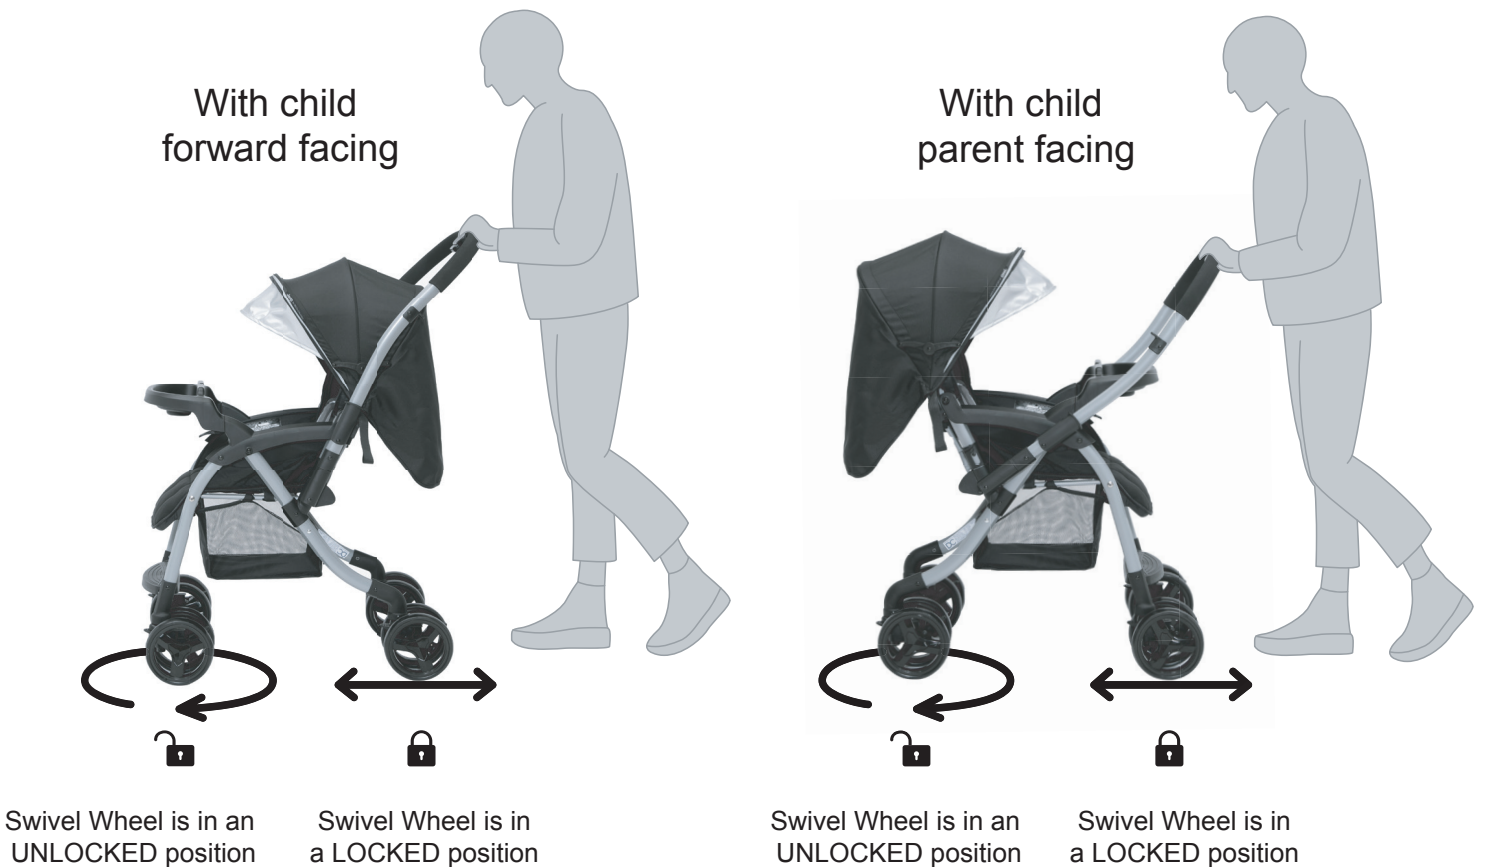 With child
forward facing
With child
parent facing
Swivel Wheel is in an
UNLOCKED position
Swivel Wheel is in
a LOCKED position
Swivel Wheel is in an
UNLOCKED position
Swivel Wheel is in
a LOCKED position